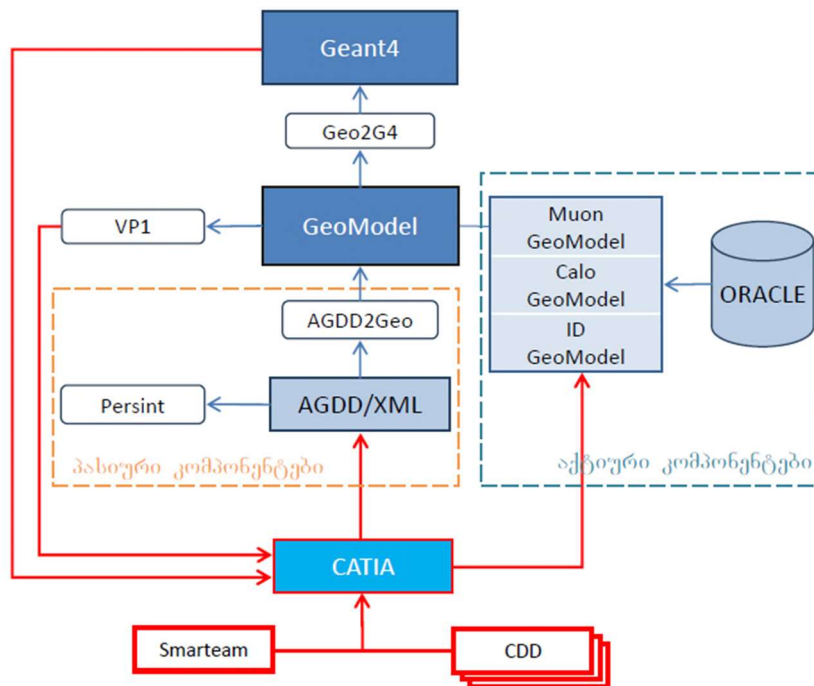 Geant4
Geo2G4
VP1
GeoModel
Muon
GeoModel
Calo
GeoModel
ID
GeoModel
ORACLE
AGDD2Geo
Persint
AGDD/XML
პასიური კომპონენტები
აქტიური კომპონენტები
CATIA
Smarteam
CDD